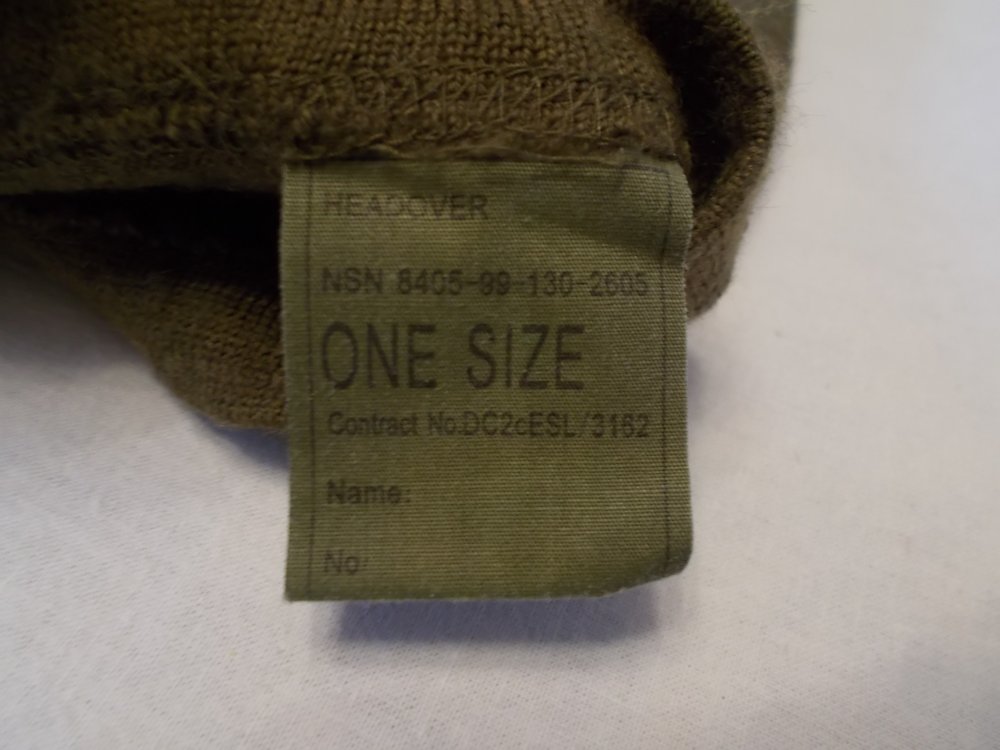 HEADOVER
NSN 8405-99-130-2605
ONE SIZE
Contract No.DC2cESL/3162
Name:
No: